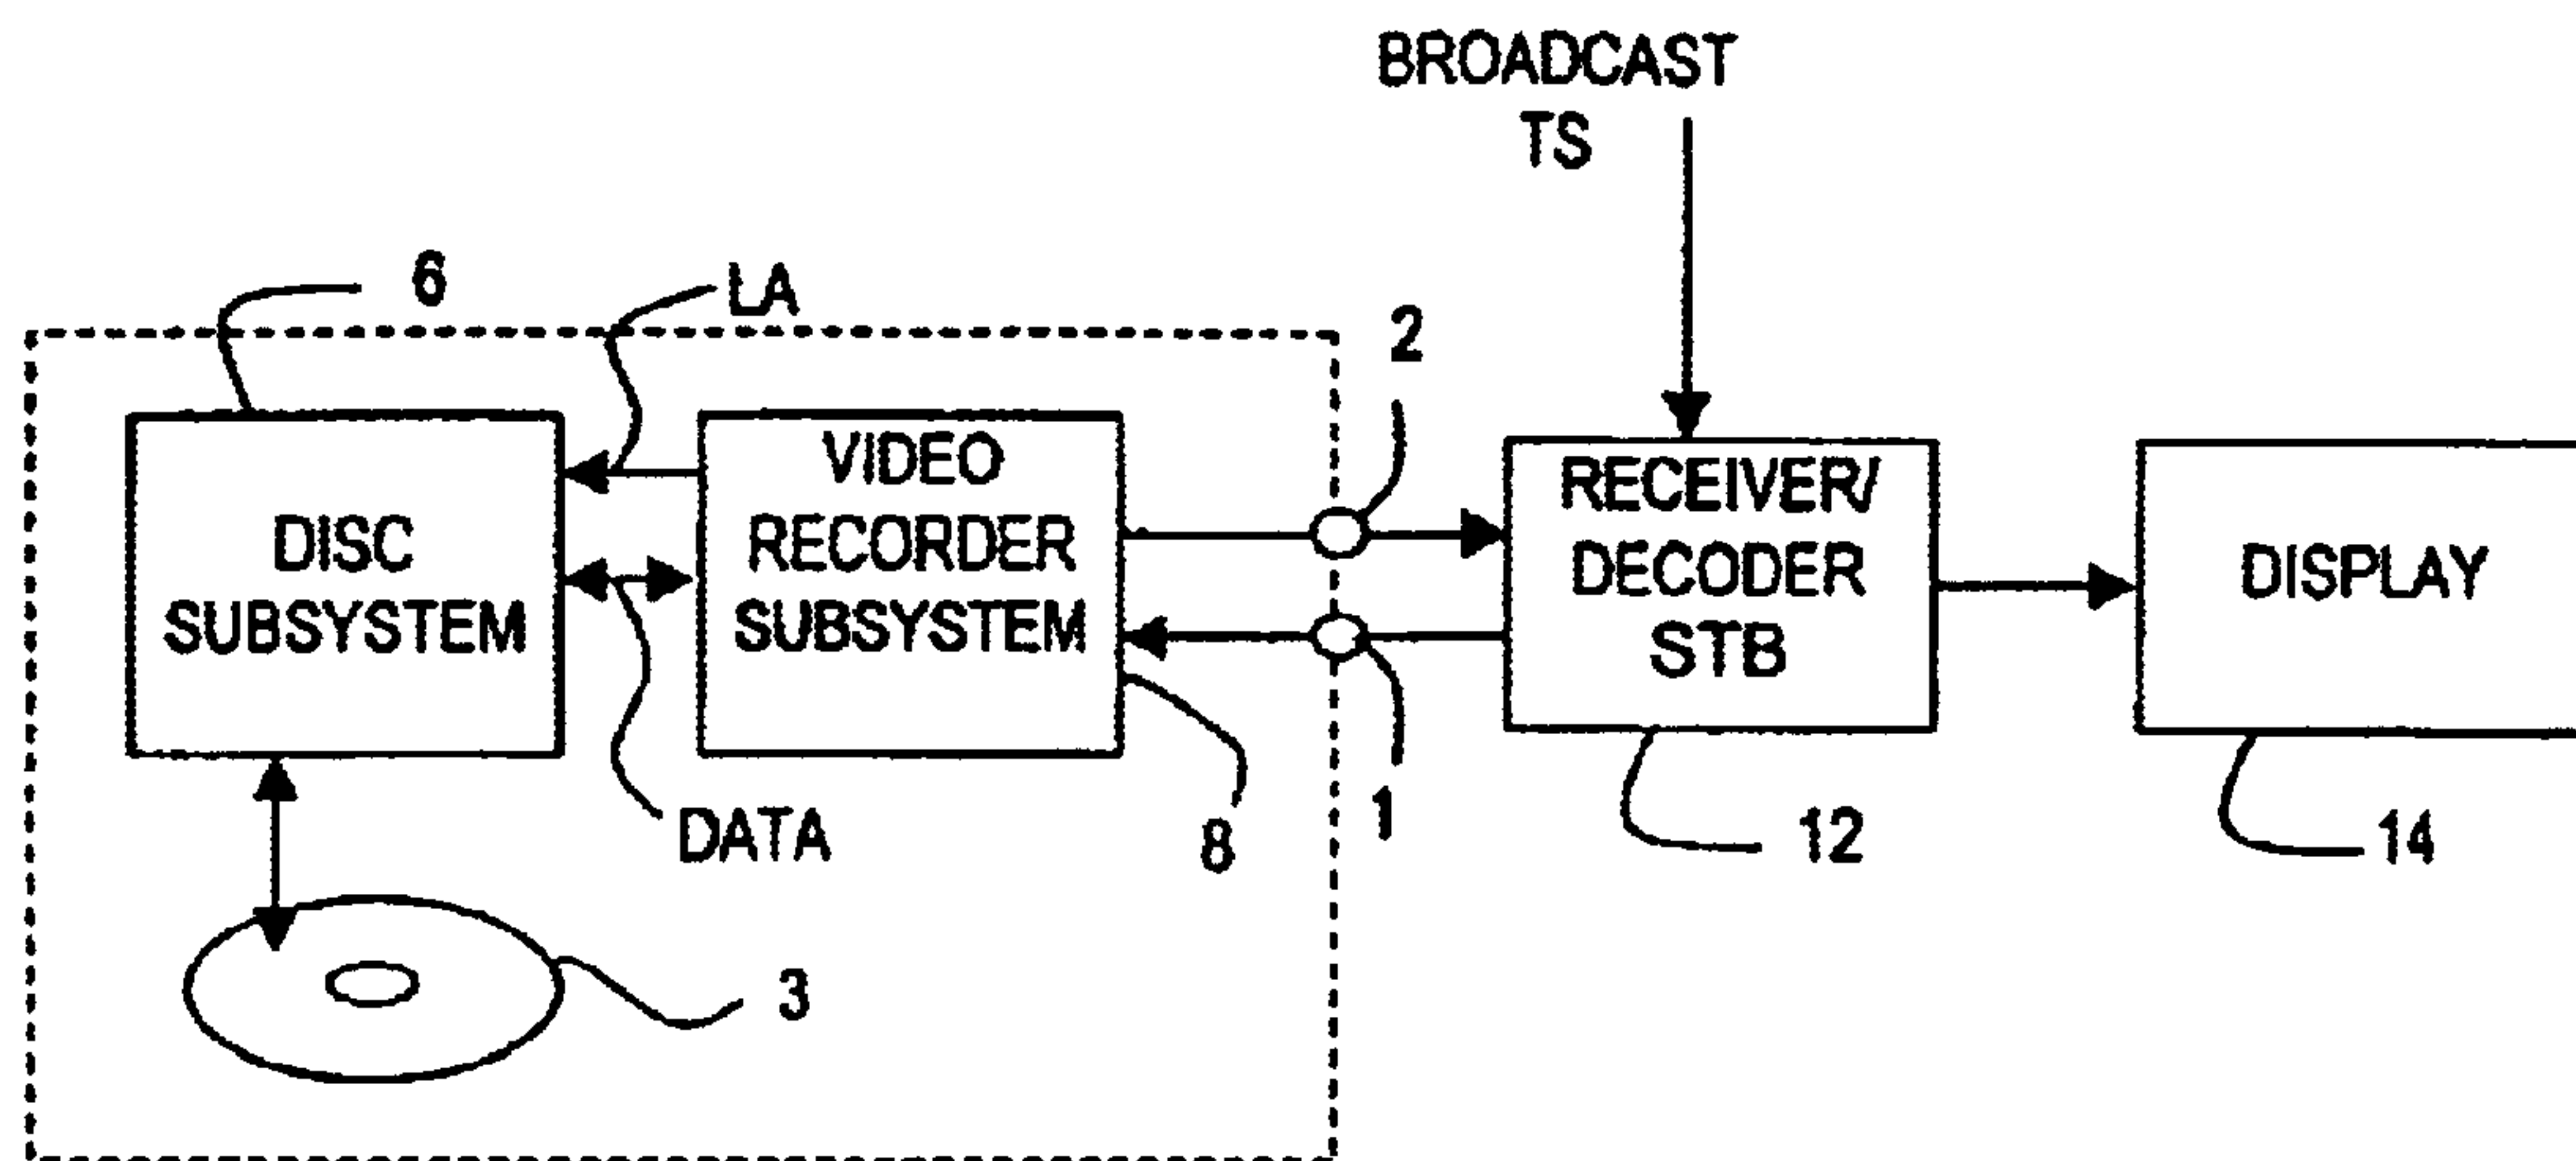 BROADCAST
TS
6
LA
2
DISC
SUBSYSTEM
VIDEO
RECORDER
SUBSYSTEM
RECEIVER/
DECODER
STB
DISPLAY
DATA
8
1
12
14
3